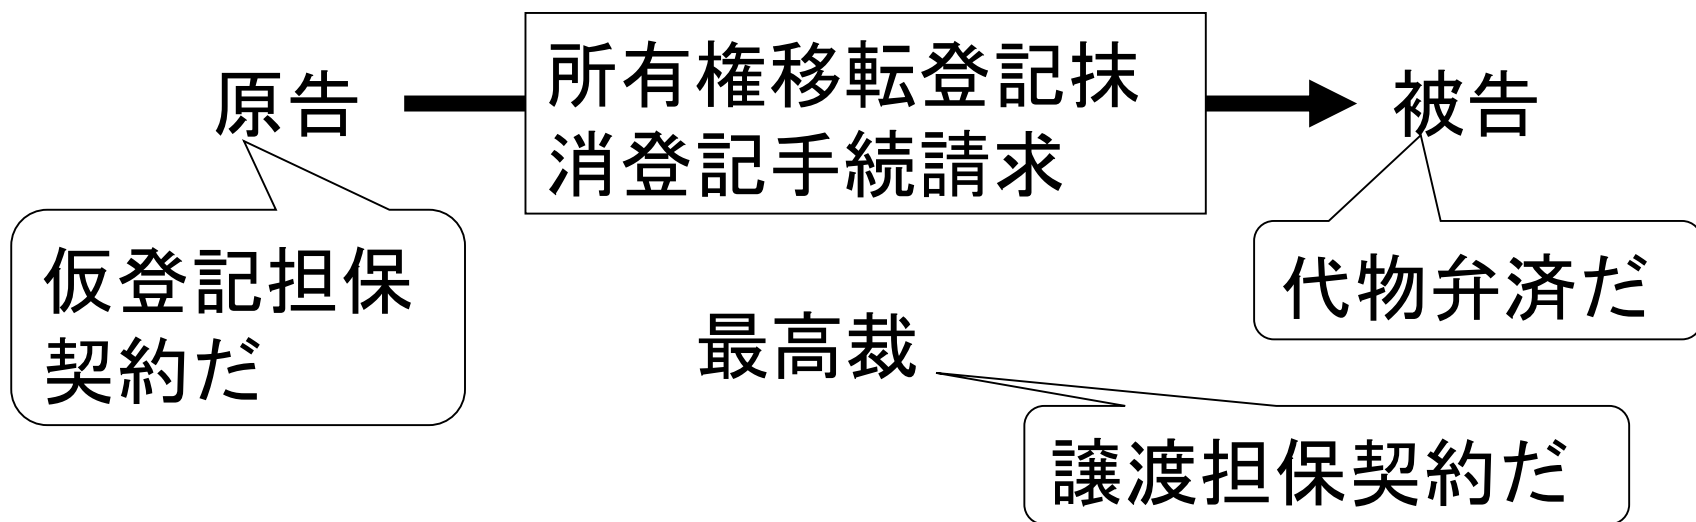 原告
所有権移転登記抹
消登記手続請求
被告
仮登記担保
契約だ
代物弁済だ
最高裁
譲渡担保契約だ